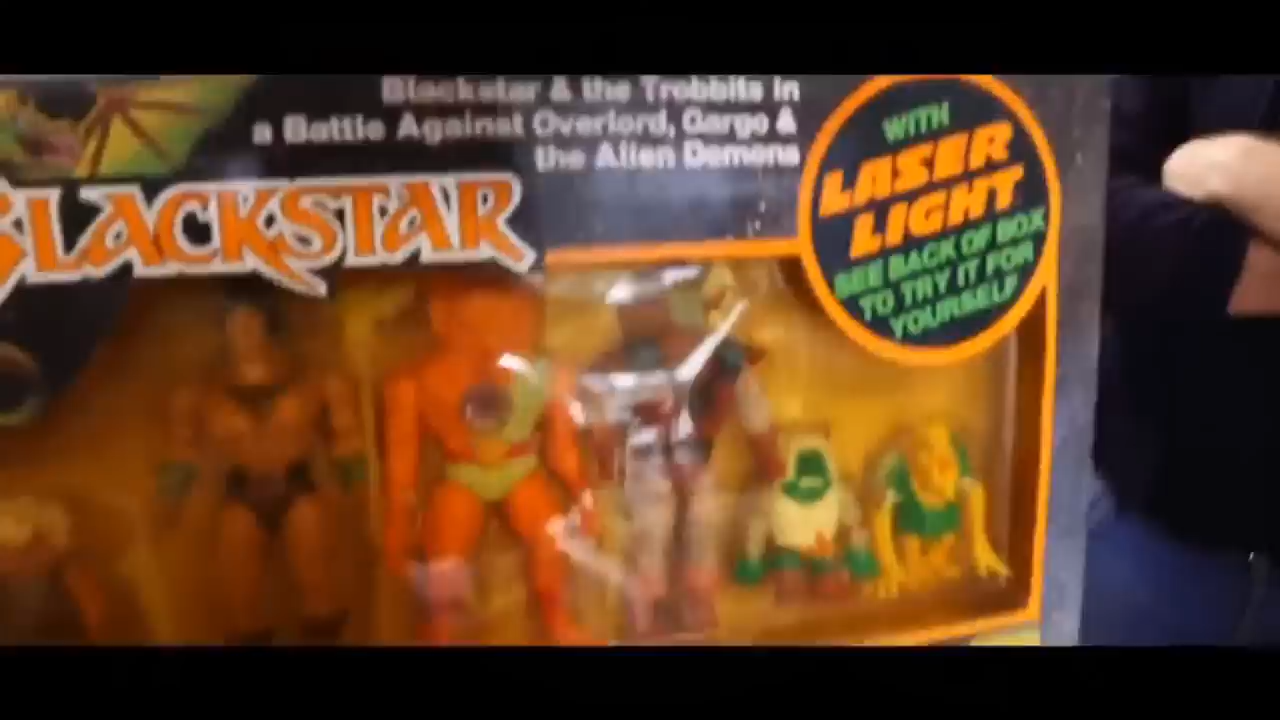 Blackstar & the Trobbits in
a Battle Against Overlord, Gargo &
the Alien Demons
BLACKSTAR
WITH
LASER
LIGHT
SEE BACK OF BOX
TO TRY IT FOR
YOURSELF